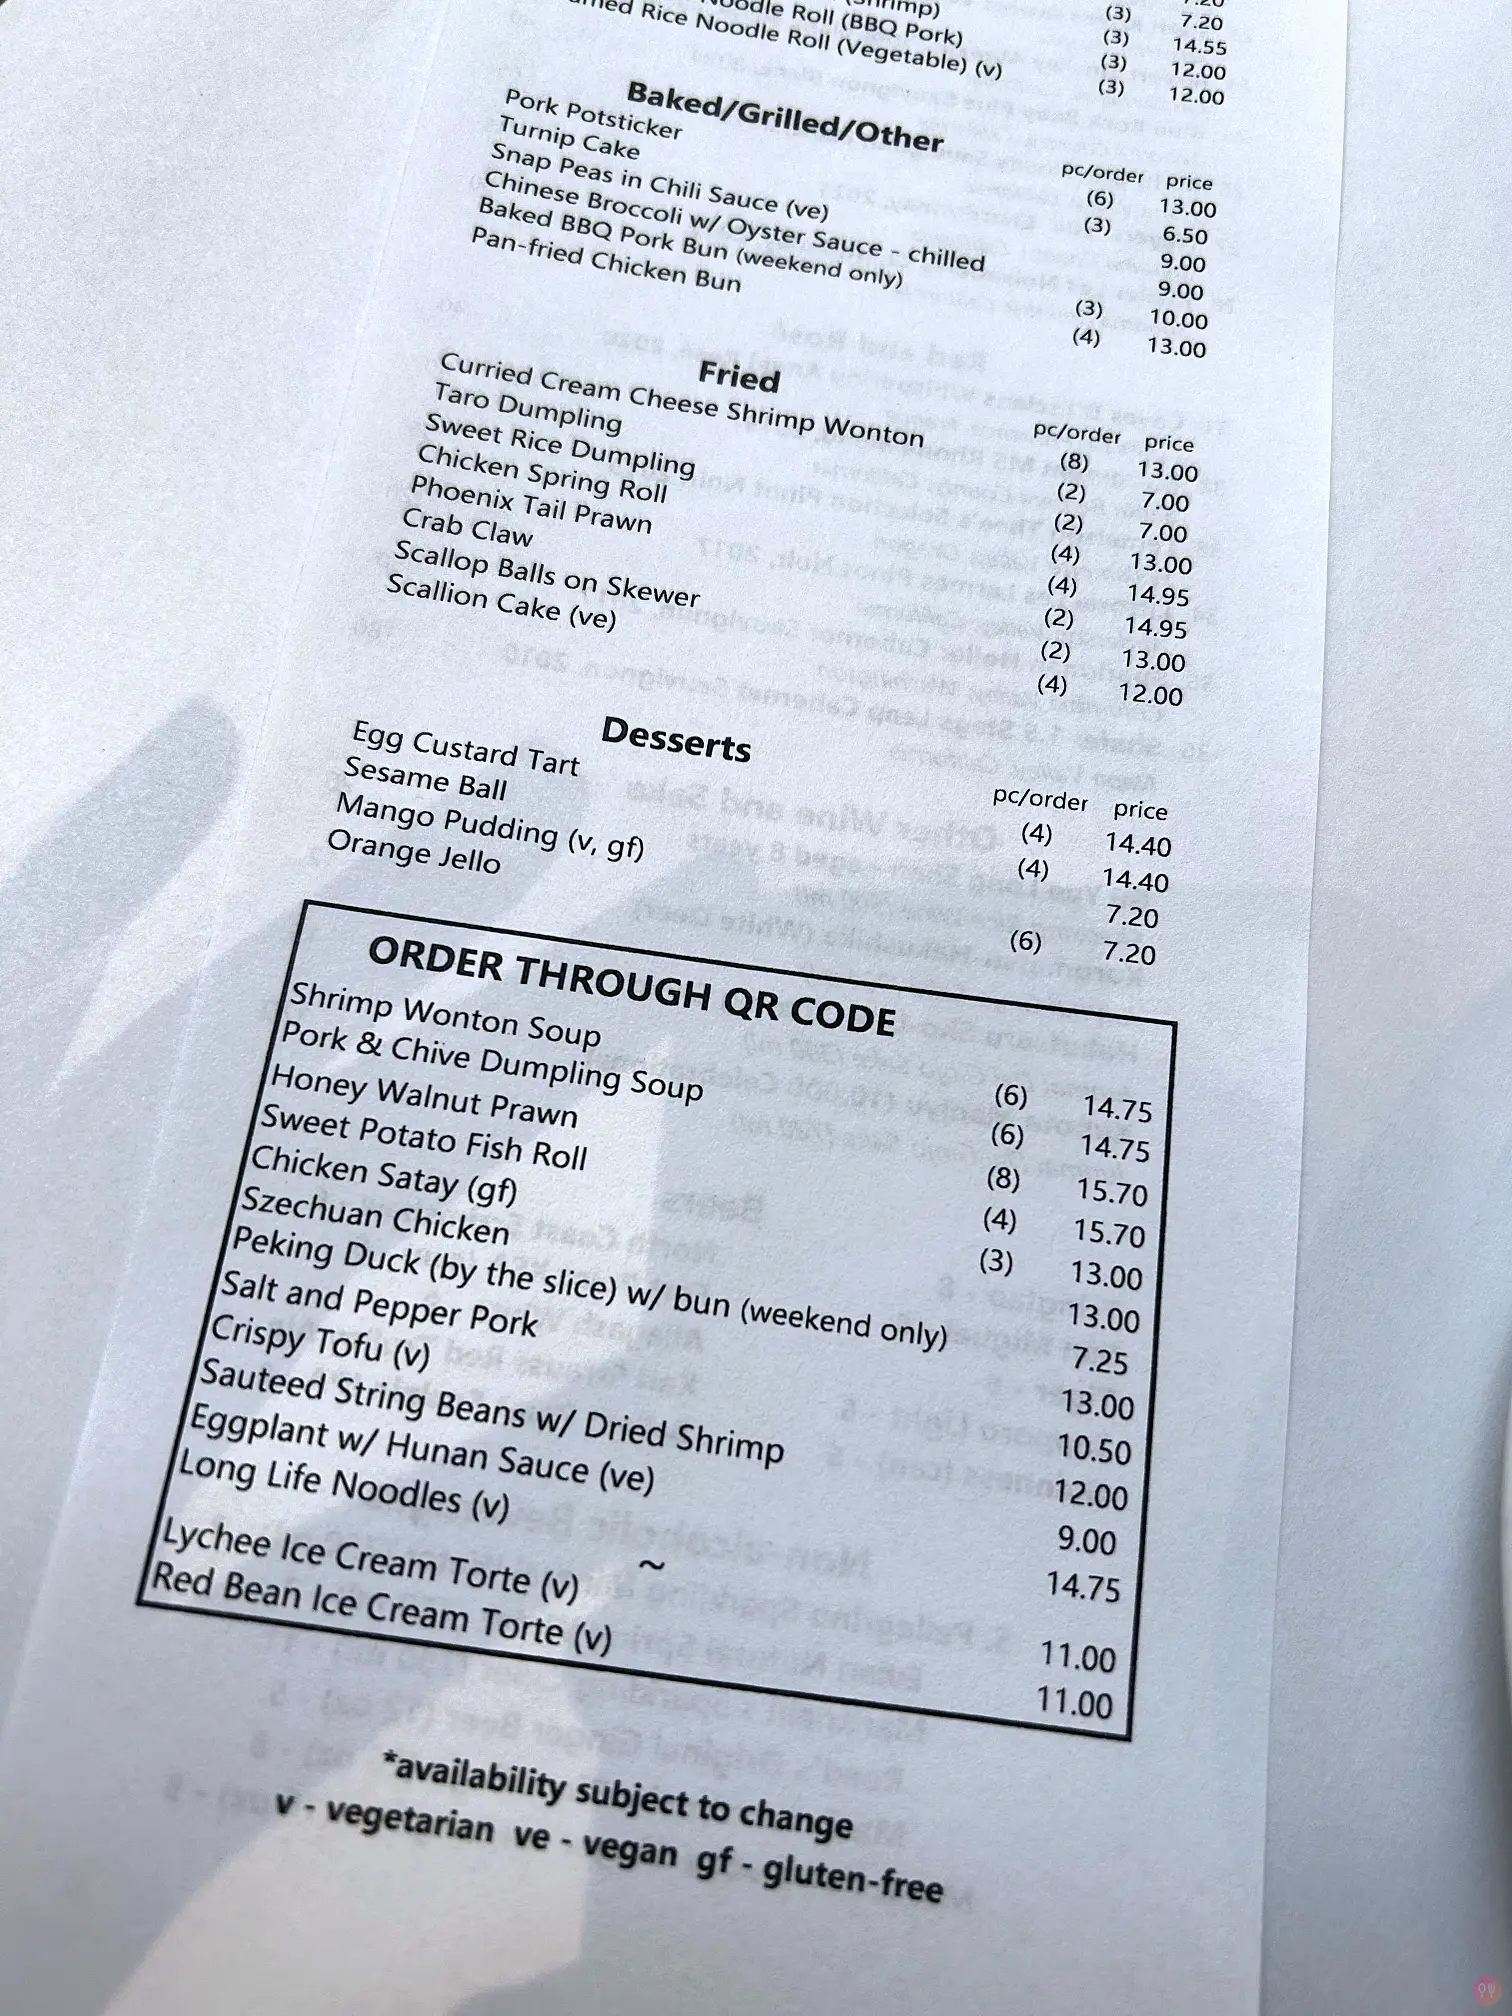 (3) 7.20
Noodle Roll (BBQ Pork) (3) 14.55
Rice Noodle Roll (Vegetable) (v) (3) 12.00
(3) 12.00
Baked/Grilled/Other
pc/order price
Pork Potsticker (6) 13.00
Turnip Cake (3) 6.50
Snap Peas in Chili Sauce (ve) 9.00
Chinese Broccoli w/ Oyster Sauce - chilled 9.00
Baked BBQ Pork Bun (weekend only) (3) 10.00
Pan-fried Chicken Bun (4) 13.00
Fried
pc/order price
Curried Cream Cheese Shrimp Wonton (8) 13.00
Taro Dumpling (2) 7.00
Sweet Rice Dumpling (2) 7.00
Chicken Spring Roll (4) 13.00
Phoenix Tail Prawn (4) 14.95
Crab Claw (2) 14.95
Scallop Balls on Skewer (2) 13.00
Scallion Cake (ve) (4) 12.00
Desserts
pc/order price
Egg Custard Tart (4) 14.40
Sesame Ball (4) 14.40
Mango Pudding (v, gf) 7.20
Orange Jello (6) 7.20
ORDER THROUGH QR CODE
Shrimp Wonton Soup (6) 14.75
Pork & Chive Dumpling Soup (6) 14.75
Honey Walnut Prawn (8) 15.70
Sweet Potato Fish Roll (4) 15.70
Chicken Satay (gf) (3) 13.00
Szechuan Chicken 13.00
Peking Duck (by the slice) w/ bun (weekend only) 7.25
Salt and Pepper Pork 13.00
Crispy Tofu (v) 10.50
Sauteed String Beans w/ Dried Shrimp 12.00
Eggplant w/ Hunan Sauce (ve) 9.00
Long Life Noodles (v) 14.75
~
Lychee Ice Cream Torte (v) 11.00
Red Bean Ice Cream Torte (v) 11.00
*availability subject to change
v - vegetarian ve - vegan gf - gluten-free